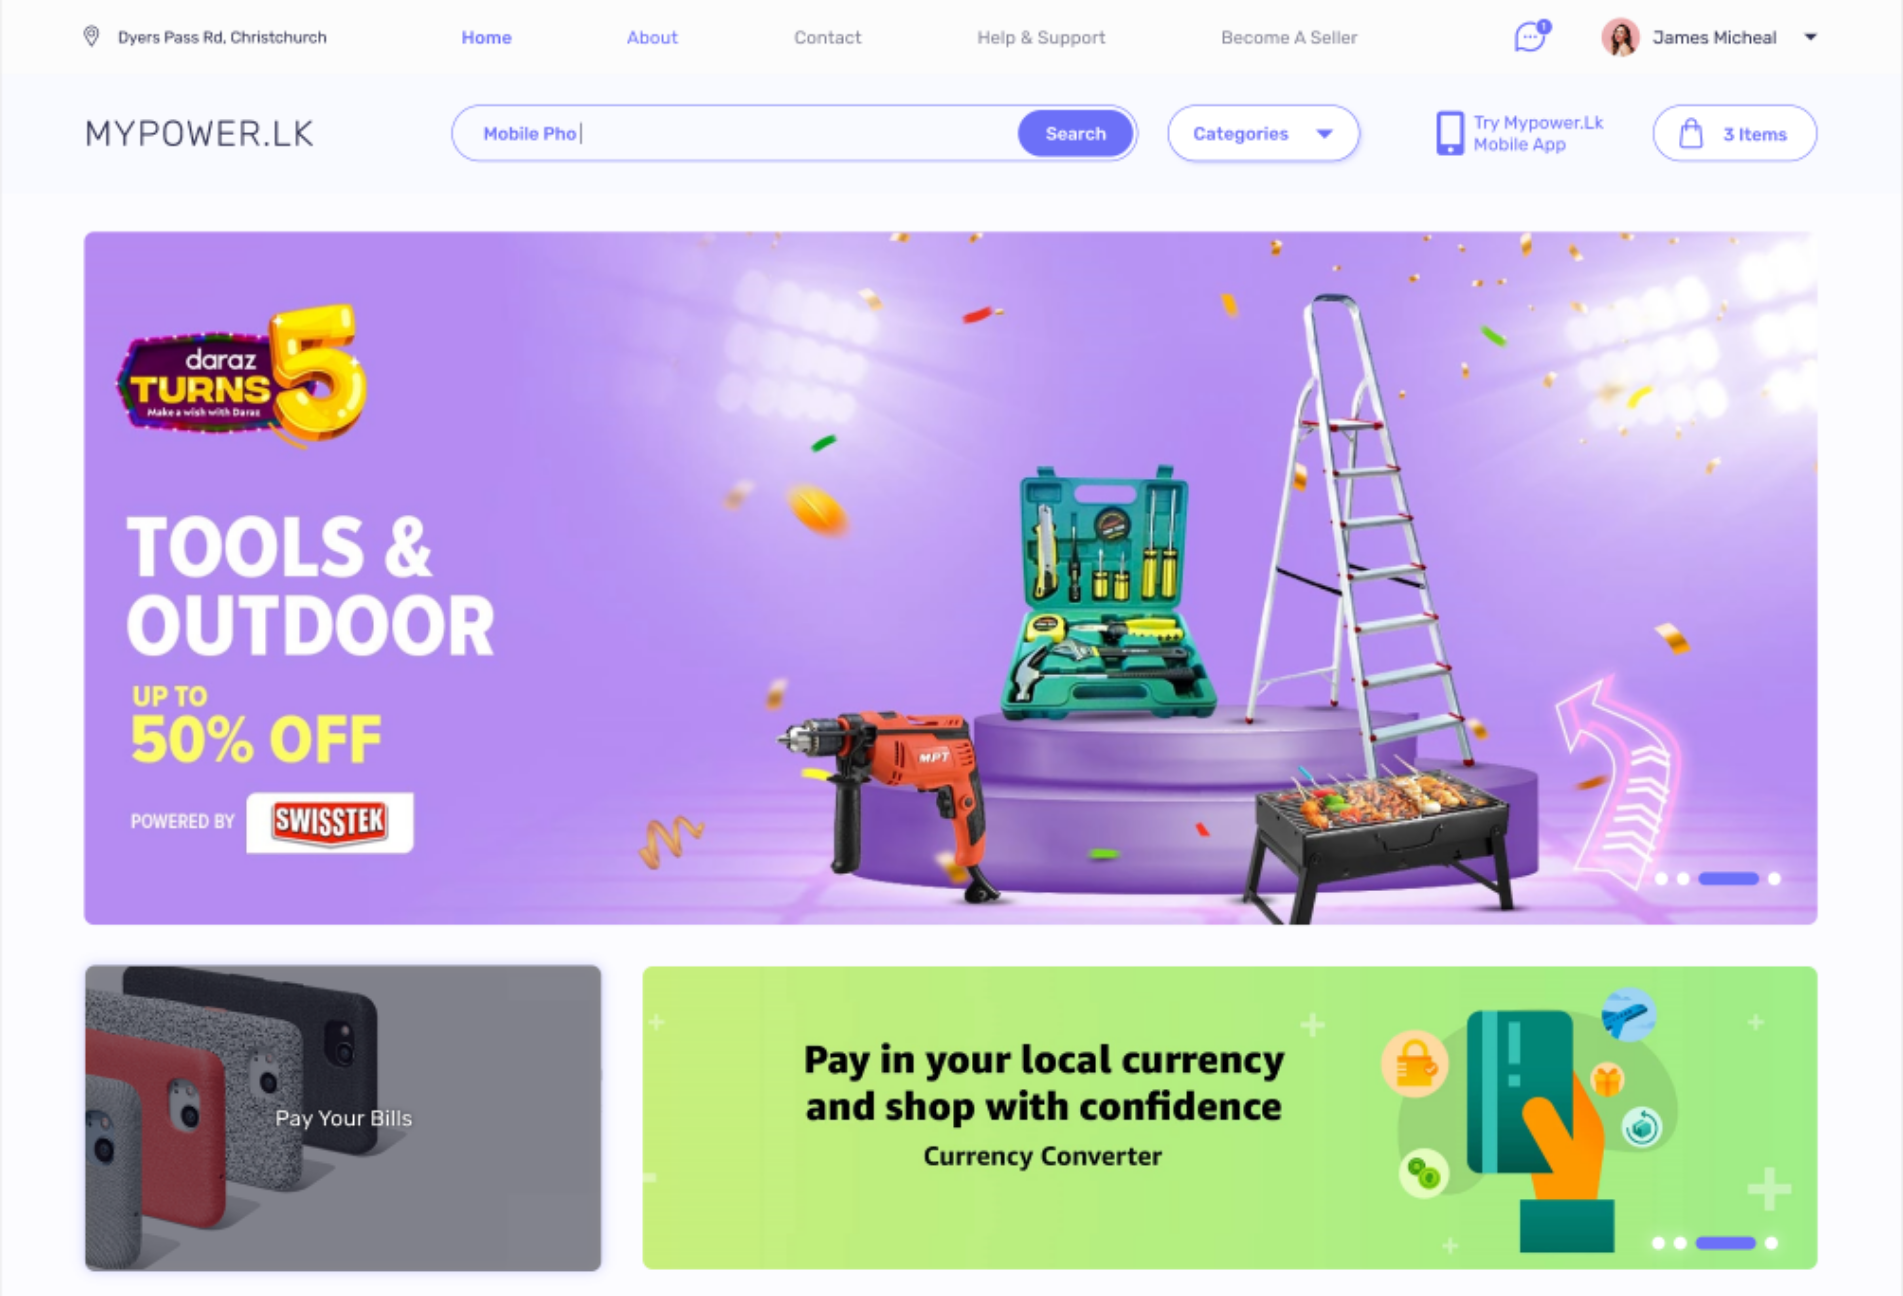 Dyers Pass Rd, Christchurch
Home
About
Contact
Help & Support
Become A Seller
1
James Micheal
MYPOWER.LK
Mobile Pho
Search
Categories
Try Mypower.Lk
Mobile App
3 Items
daraz
TURNS
5
Make a wish with Daraz
TOOLS &
OUTDOOR
UP TO
50% OFF
POWERED BY
SWISSTEK
MPT
Pay Your Bills
Pay in your local currency
and shop with confidence
Currency Converter